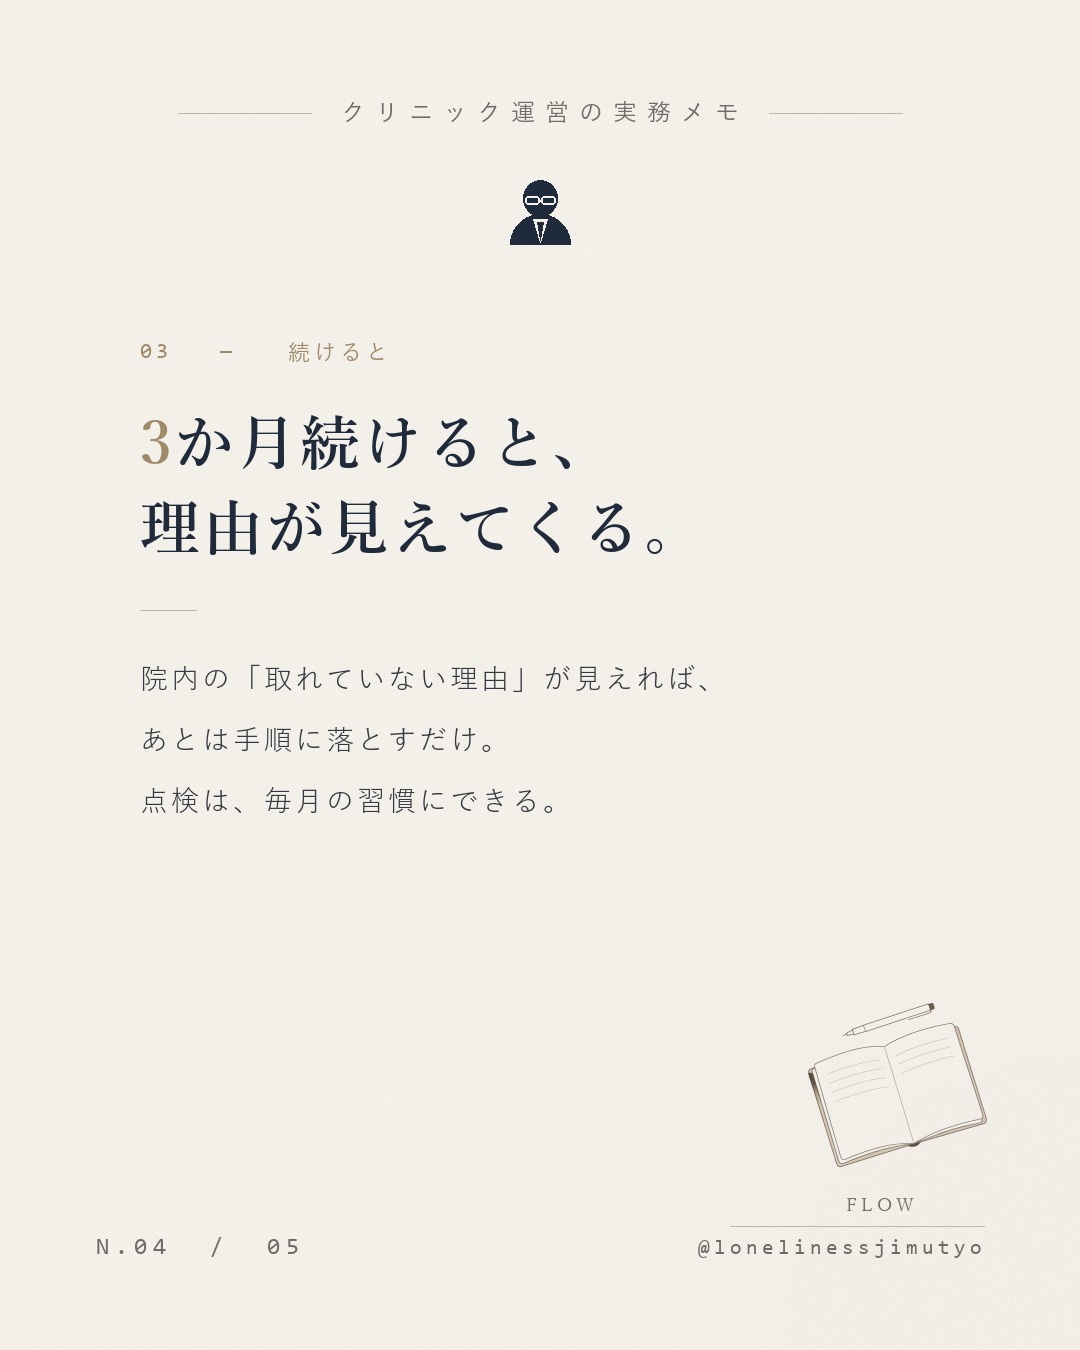 クリニック運営の実務メモ
03 — 続けると
3か月続けると、
理由が見えてくる。
院内の「取れていない理由」が見えれば、
あとは手順に落とすだけ。
点検は、毎月の習慣にできる。
FLOW
N.04 / 05
@lonelinessjimutyo